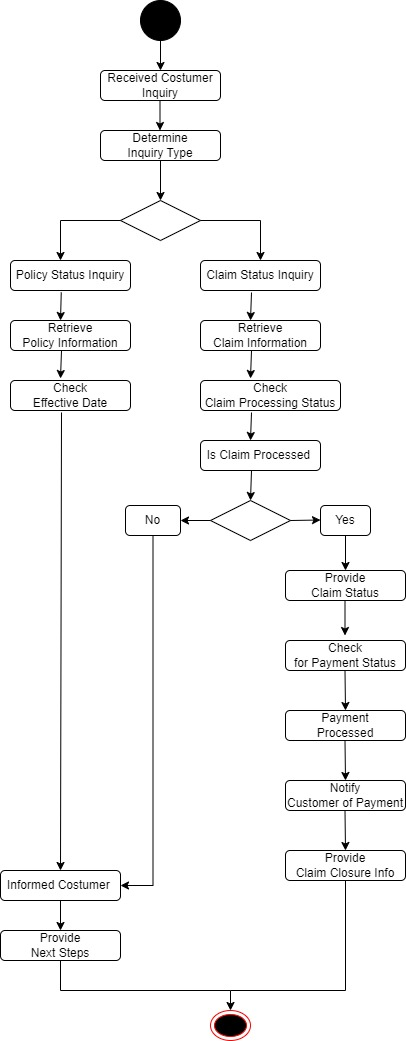 Received Costumer
Inquiry
Determine
Inquiry Type
Policy Status Inquiry
Claim Status Inquiry
Retrieve
Policy Information
Retrieve
Claim Information
Check
Effective Date
Check
Claim Processing Status
Is Claim Processed
No
Yes
Provide
Claim Status
Check
for Payment Status
Payment
Processed
Notify
Customer of Payment
Provide
Claim Closure Info
Informed Costumer
Provide
Next Steps